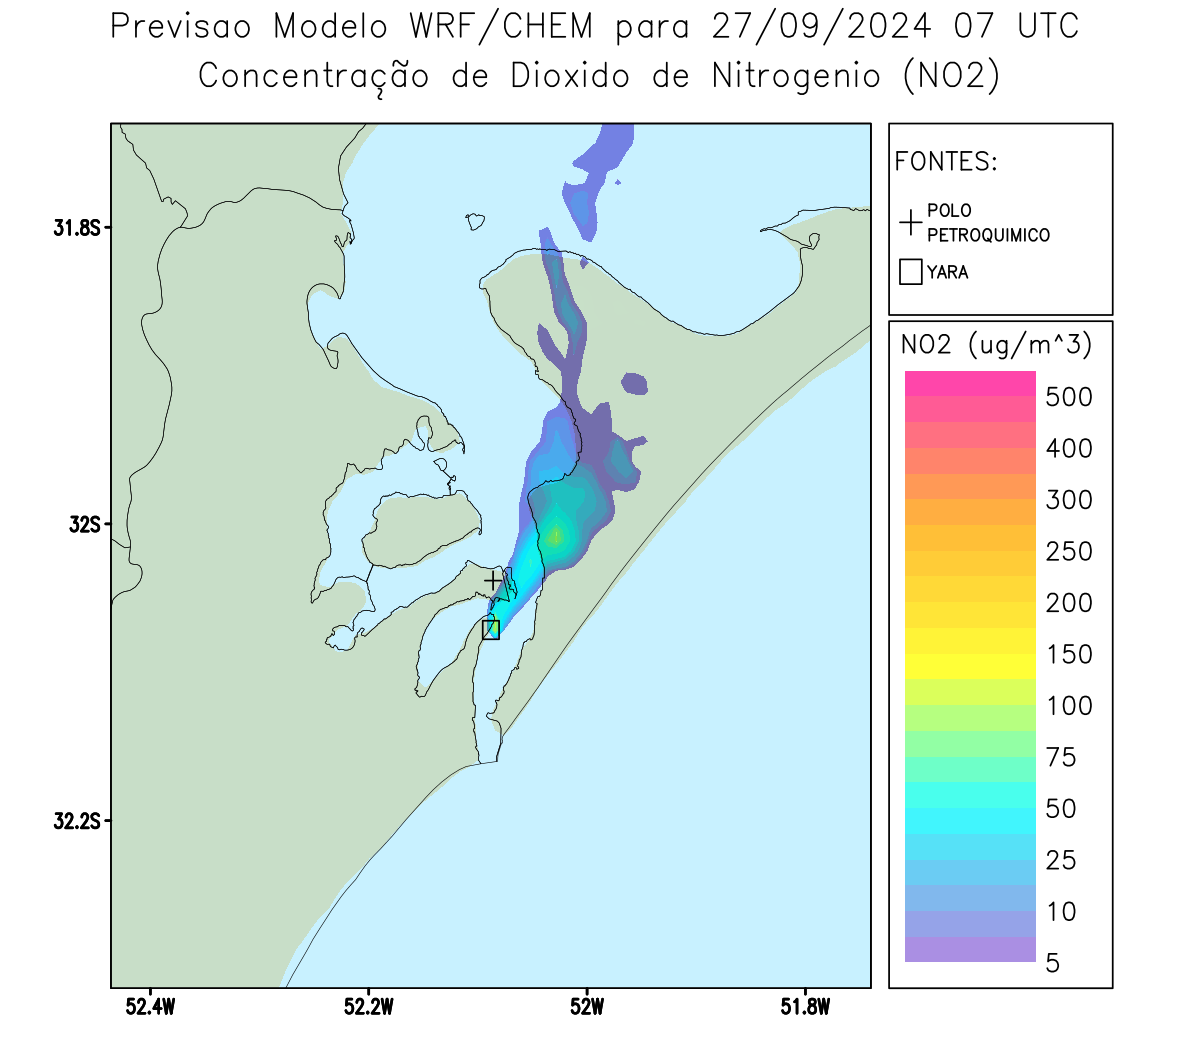 Previsao Modelo WRF/CHEM para 27/09/2024 07 UTC
Concentração de Dioxido de Nitrogenio (NO2)
FONTES:
POLO
PETROQUIMICO
YARA
NO2 (ug/m^3)
500
400
300
250
200
150
100
75
50
25
10
5
31.8S
32S
32.2S
52.4W
52.2W
52W
51.8W